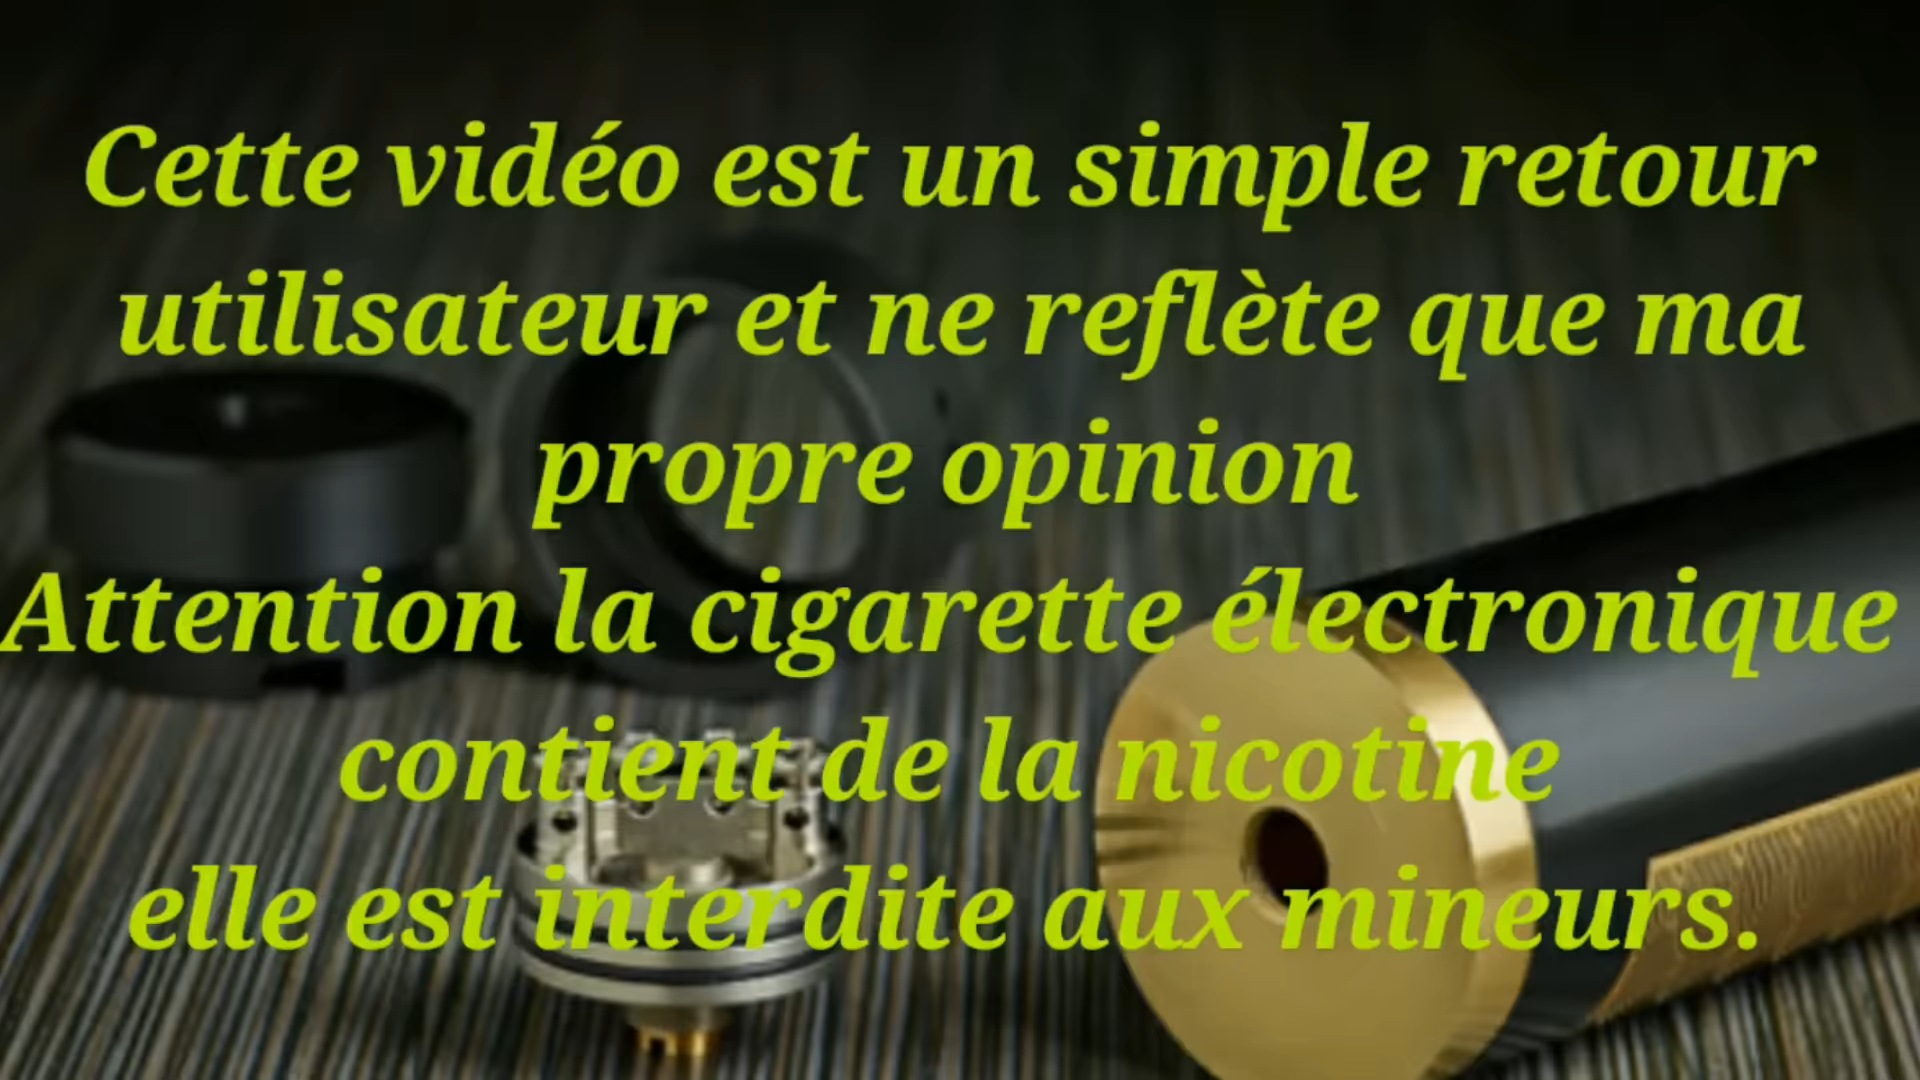 Cette vidéo est un simple retour
utilisateur et ne reflète que ma
propre opinion
Attention la cigarette électronique
contient de la nicotine
elle est interdite aux mineurs.